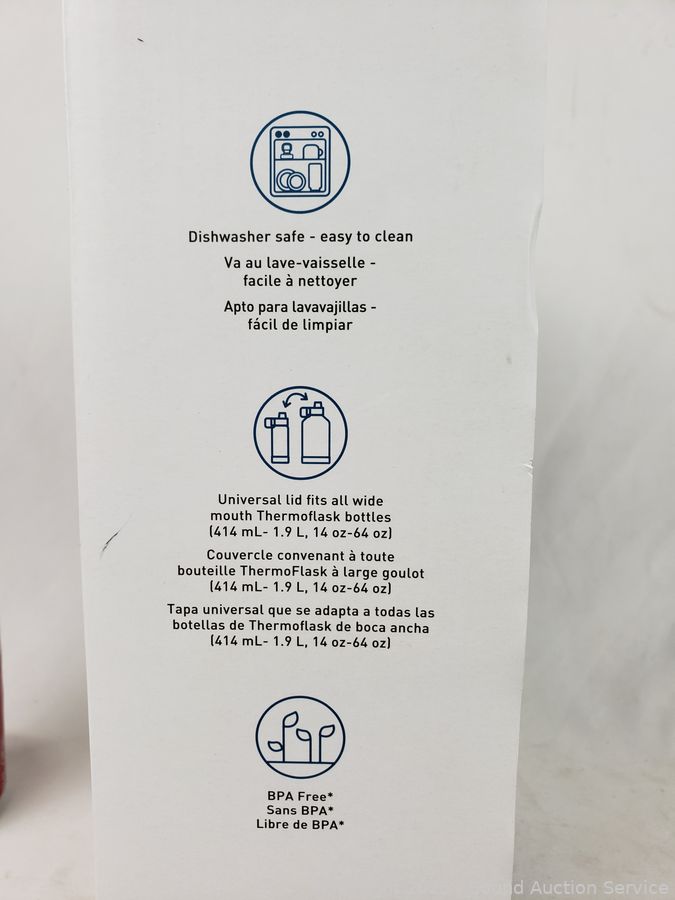 Dishwasher safe - easy to clean
Va au lave-vaisselle -
facile à nettoyer
Apto para lavavajillas -
fácil de limpiar
Universal lid fits all wide
mouth Thermoflask bottles
(414 mL- 1.9 L, 14 oz-64 oz)
Couvercle convenant à toute
bouteille ThermoFlask à large goulot
(414 mL- 1.9 L, 14 oz-64 oz)
Tapa universal que se adapta a todas las
botellas de Thermoflask de boca ancha
(414 mL- 1.9 L, 14 oz-64 oz)
BPA Free*
Sans BPA*
Libre de BPA*
Auction Service